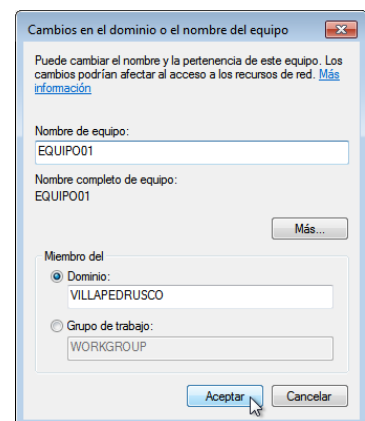 Cambios en el dominio o el nombre del equipo
Puede cambiar el nombre y la pertenencia de este equipo. Los
cambios podrían afectar al acceso a los recursos de red. Más
información
Nombre de equipo:
EQUIPO01
Nombre completo de equipo:
EQUIPO01
Más...
Miembro del
Dominio:
VILLAPEDRUSCO
Grupo de trabajo:
WORKGROUP
Aceptar Cancelar